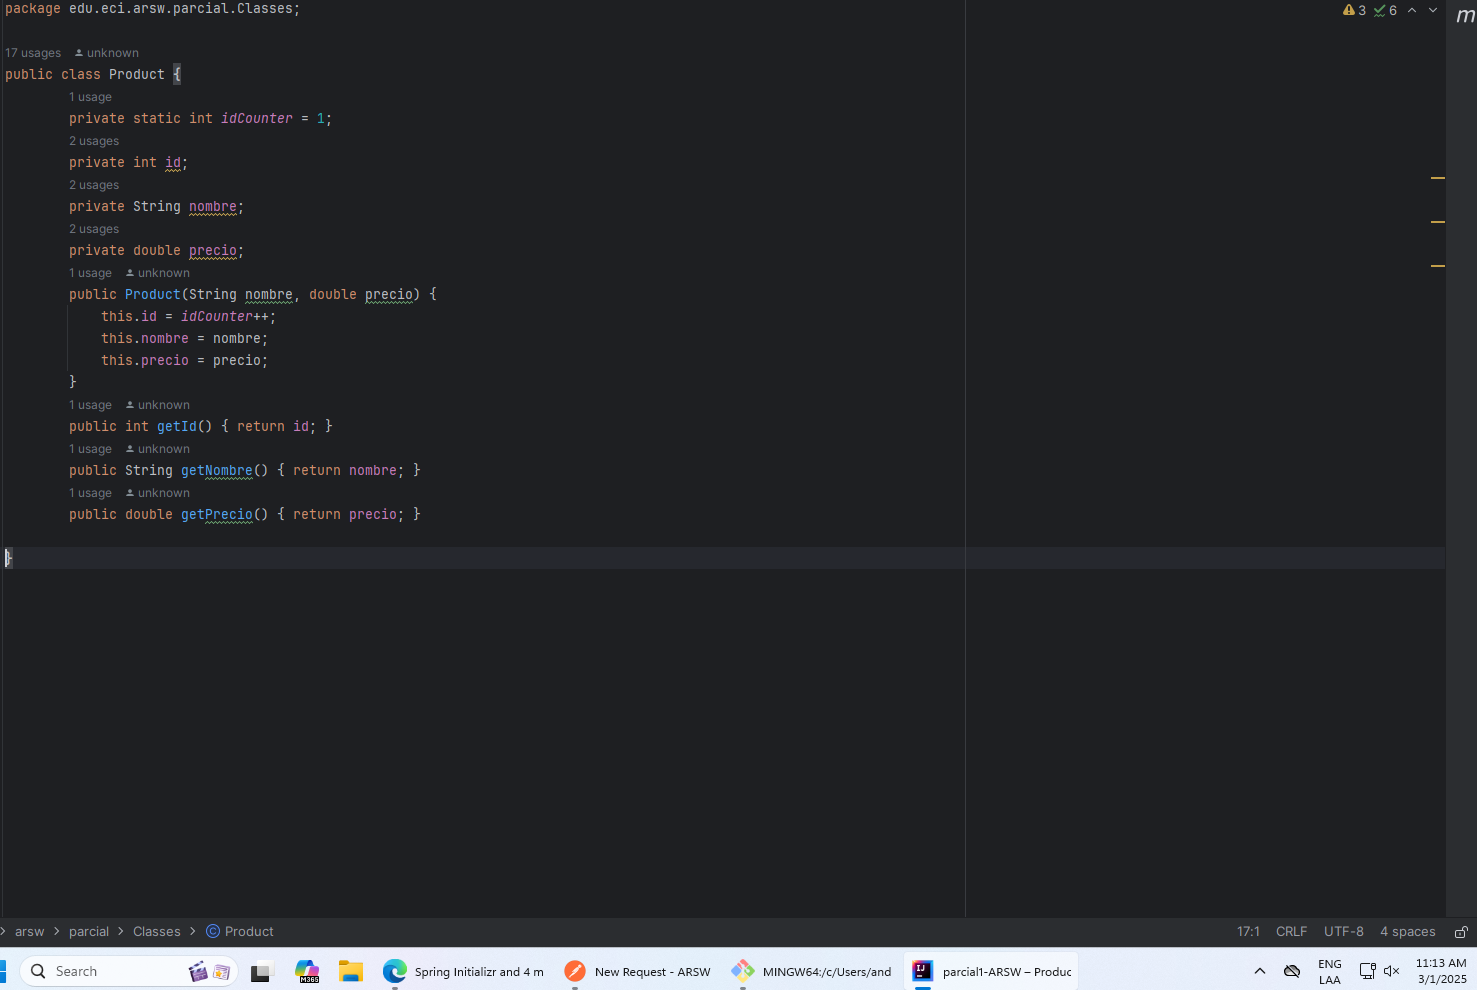 package edu.eci.arsw.parcial.Classes;
3 6
m
17 usages unknown
public class Product {
1 usage
private static int idCounter = 1;
2 usages
private int id;
2 usages
private String nombre;
2 usages
private double precio;
1 usage unknown
public Product(String nombre, double precio) {
this.id = idCounter++;
this.nombre = nombre;
this.precio = precio;
}
1 usage unknown
public int getId() { return id; }
1 usage unknown
public String getNombre() { return nombre; }
1 usage unknown
public double getPrecio() { return precio; }
}
arsw > parcial > Classes > Product
17:1 CRLF UTF-8 4 spaces
Search
M365
Spring Initializr and 4 m
New Request - ARSW
MINGW64:/c/Users/and
parcial1-ARSW – Produc
ENG
LAA
11:13 AM
3/1/2025